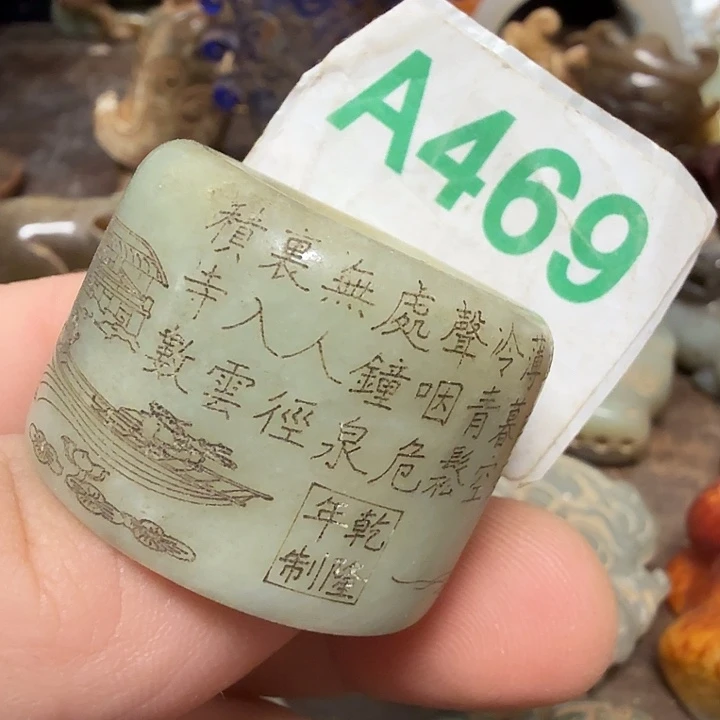 A469
積寺數
裏入雲
無人徑
處鐘泉
聲咽危
冷青鬆
薄暮空
乾隆
年制